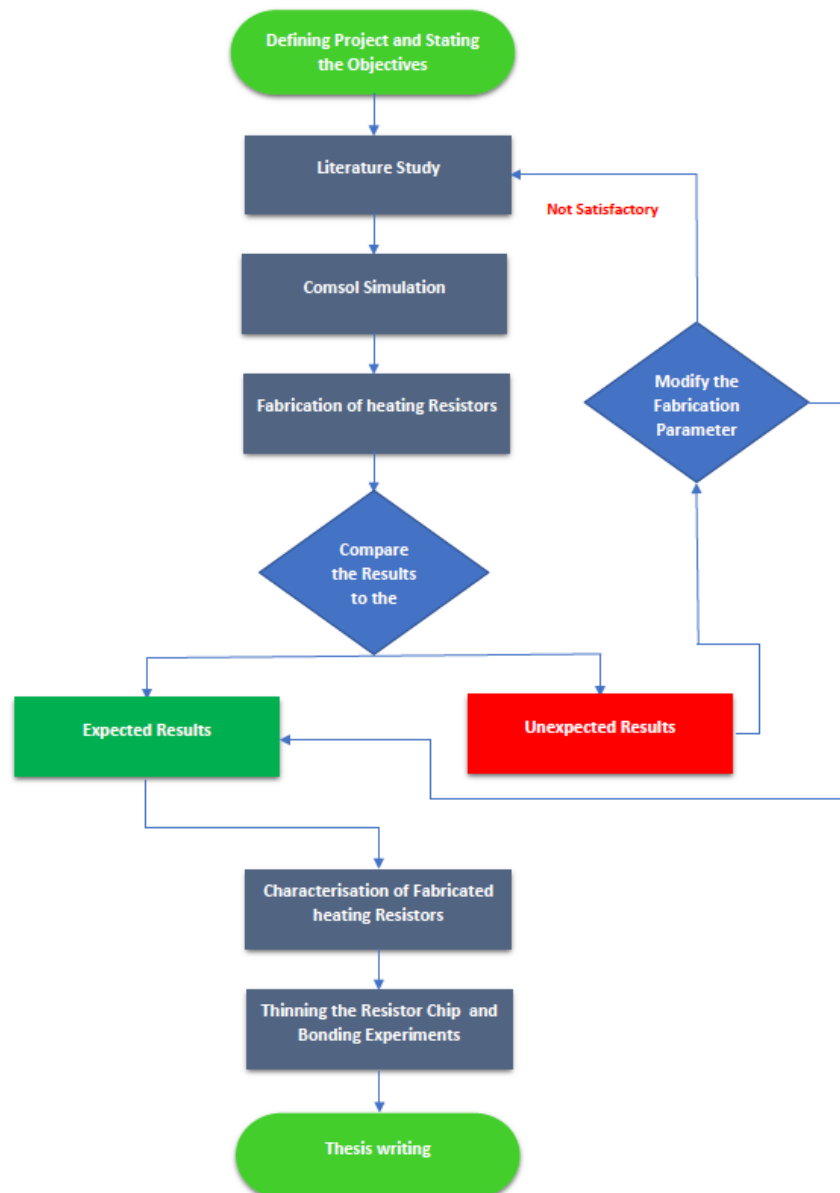 Defining Project and Stating
the Objectives
Literature Study
Not Satisfactory
Comsol Simulation
Modify the
Fabrication
Parameter
Fabrication of heating Resistors
Compare
the Results
to the
Expected Results
Unexpected Results
Characterisation of Fabricated
heating Resistors
Thinning the Resistor Chip and
Bonding Experiments
Thesis writing